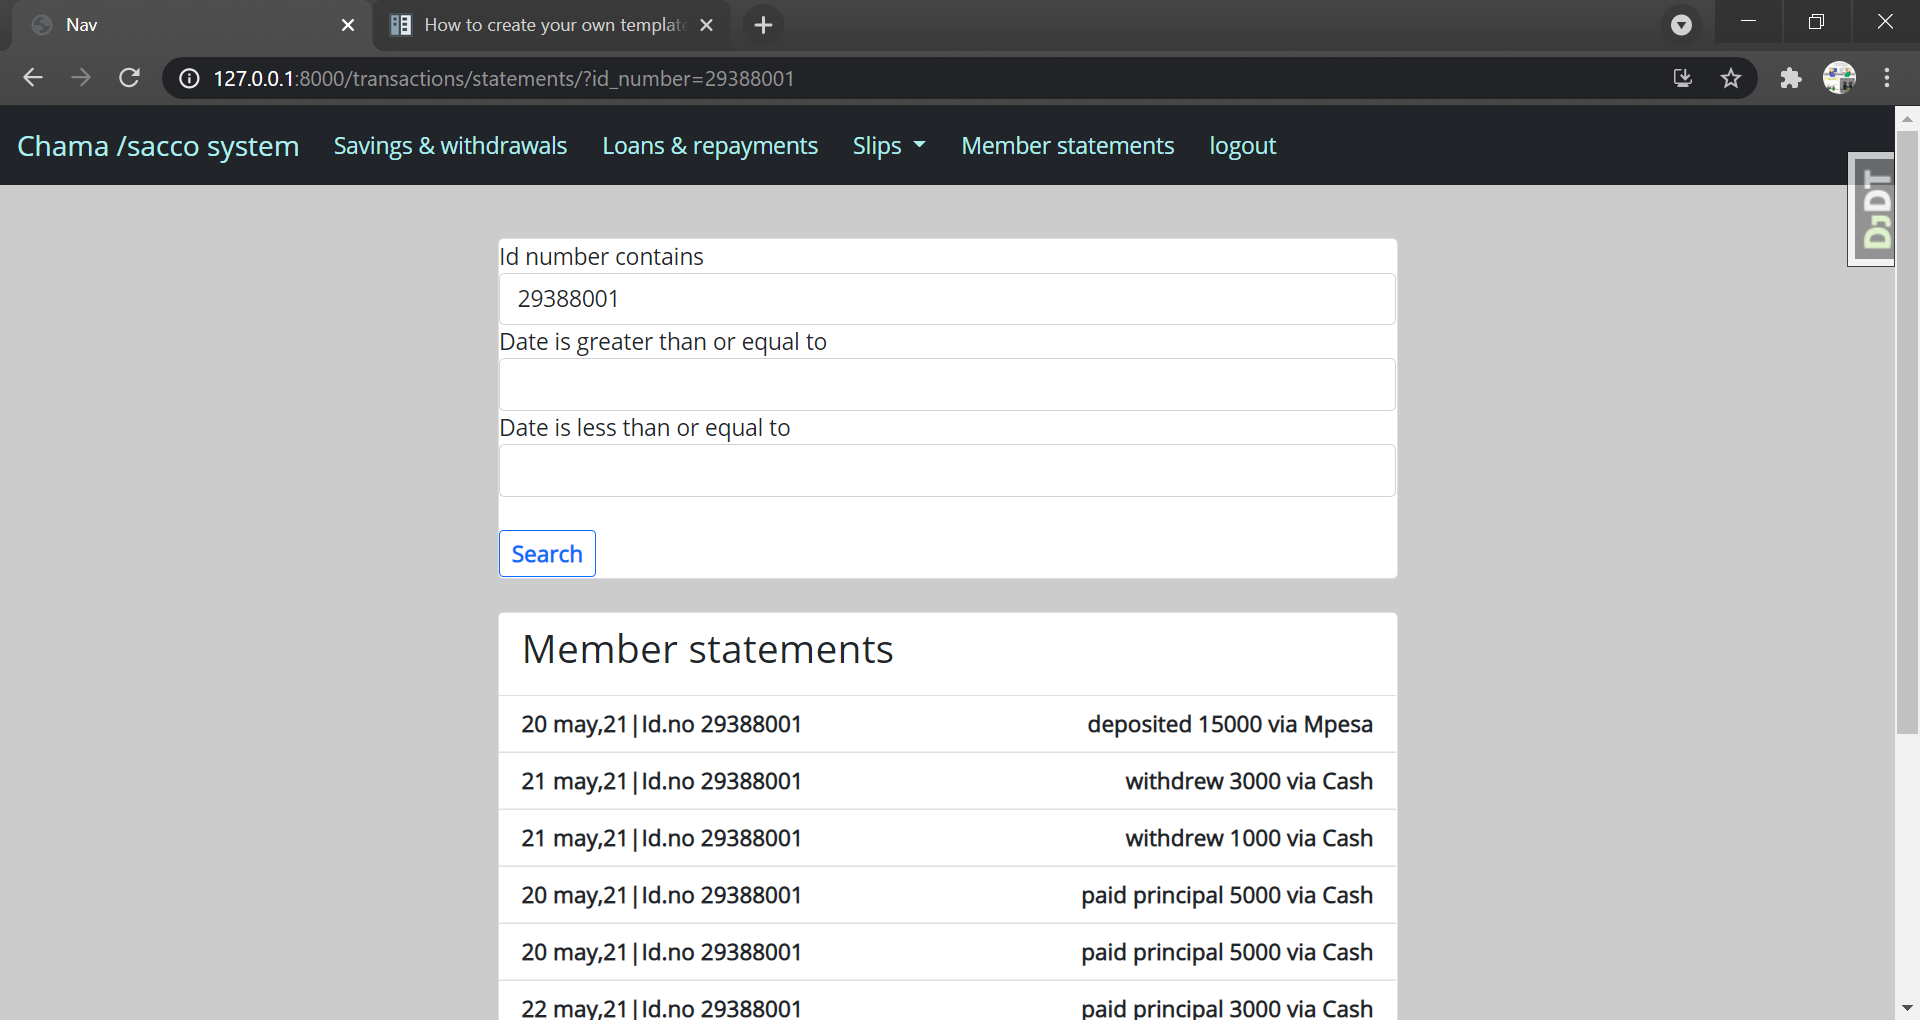 Nav
How to create your own templat
127.0.0.1:8000/transactions/statements/?id_number=29388001
Chama /sacco system Savings & withdrawals Loans & repayments Slips Member statements logout
DJDT
Id number contains
29388001
Date is greater than or equal to
Date is less than or equal to
Search
Member statements
20 may,21|Id.no 29388001 deposited 15000 via Mpesa
21 may,21|Id.no 29388001 withdrew 3000 via Cash
21 may,21|Id.no 29388001 withdrew 1000 via Cash
20 may,21|Id.no 29388001 paid principal 5000 via Cash
20 may,21|Id.no 29388001 paid principal 5000 via Cash
22 may,21|Id.no 29388001 paid principal 3000 via Cash